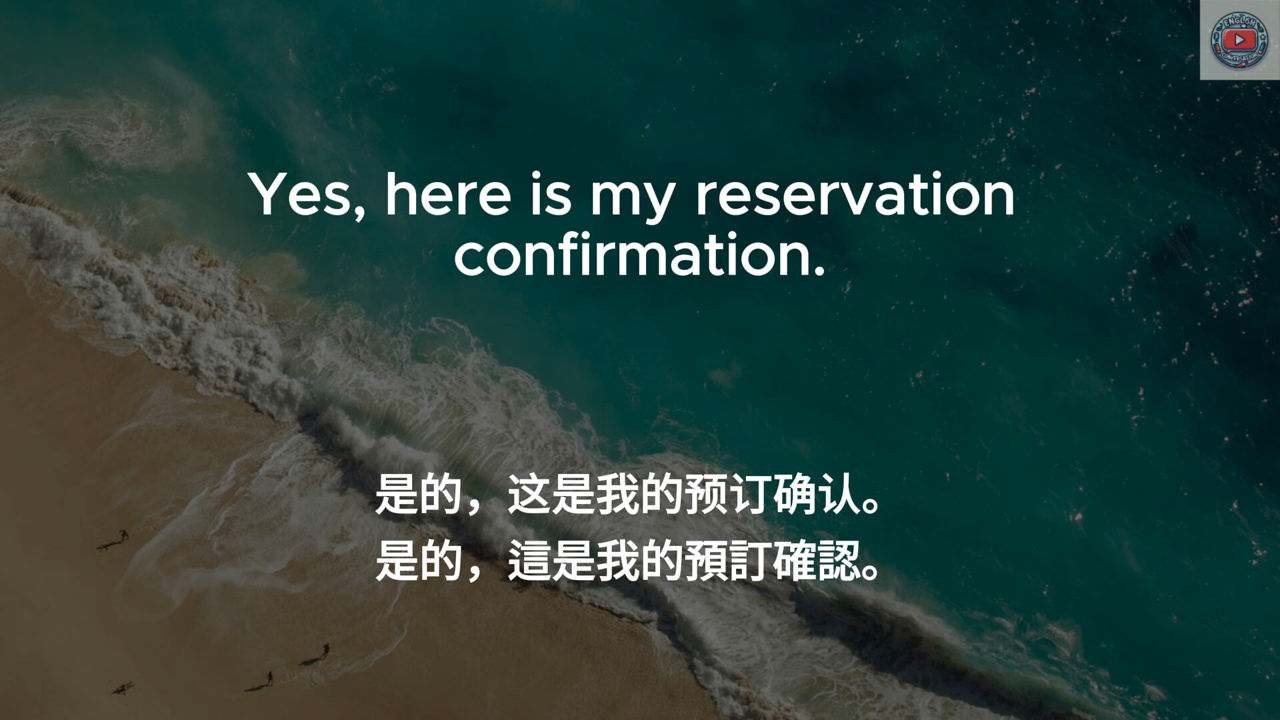 ENGLISH
Yes, here is my reservation
confirmation.
是的，这是我的预订确认。
是的，這是我的預訂確認。